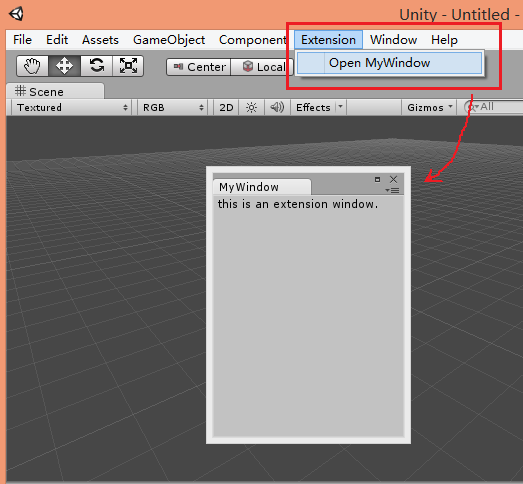 Unity - Untitled -
File Edit Assets GameObject Component Extension Window Help
Open MyWindow
Center Local
Scene
Textured RGB 2D Effects Gizmos All
MyWindow
this is an extension window.